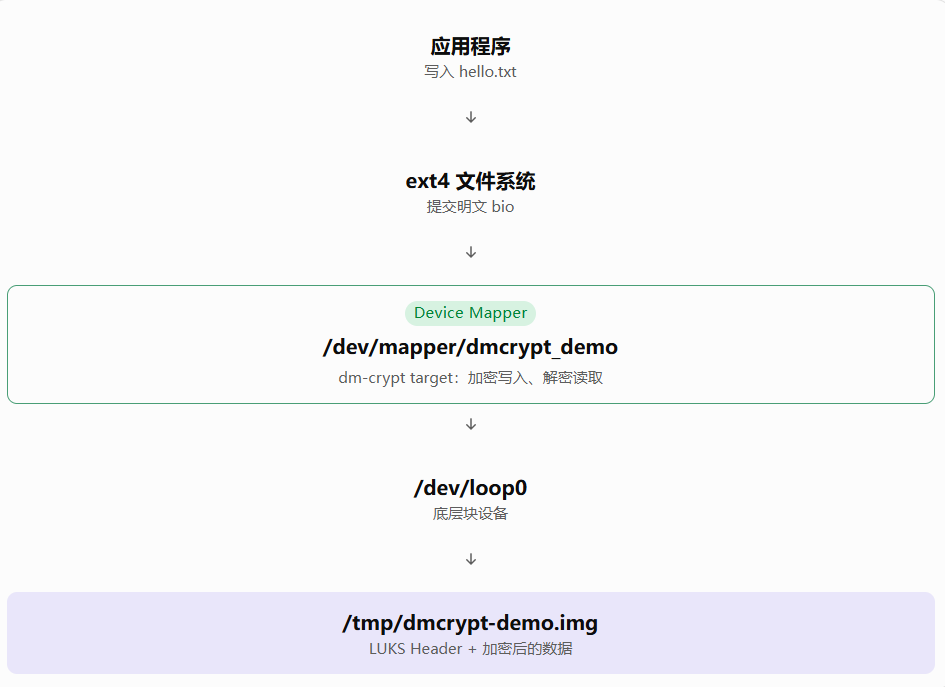 应用程序
写入 hello.txt
↓
ext4 文件系统
提交明文 bio
↓
Device Mapper
/dev/mapper/dmcrypt_demo
dm-crypt target：加密写入、解密读取
↓
/dev/loop0
底层块设备
↓
/tmp/dmcrypt-demo.img
LUKS Header + 加密后的数据